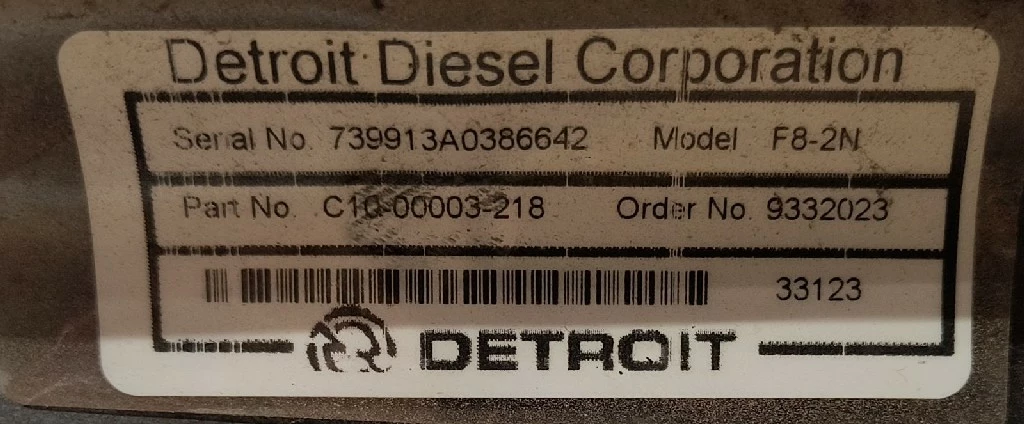 Detroit Diesel Corporation
Serial No. 739913A0386642 Model F8-2N
Part No. C10-00003-218 Order No. 9332023
33123
DETROIT